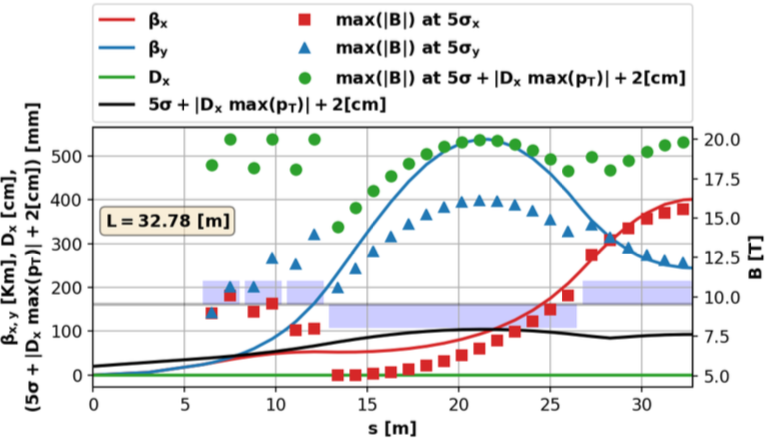 βx
βy
Dx
5σ + |Dx max(pT)| + 2[cm]
max(|B|) at 5σx
max(|B|) at 5σy
max(|B|) at 5σ + |Dx max(pT)| + 2[cm]
βx,y [Km], Dx [cm],
(5σ + |Dx max(pT)| + 2[cm]) [mm]
500
400
300
200
100
0
L = 32.78 [m]
20.0
17.5
15.0
12.5
10.0
7.5
5.0
B [T]
0 5 10 15 20 25 30
s [m]